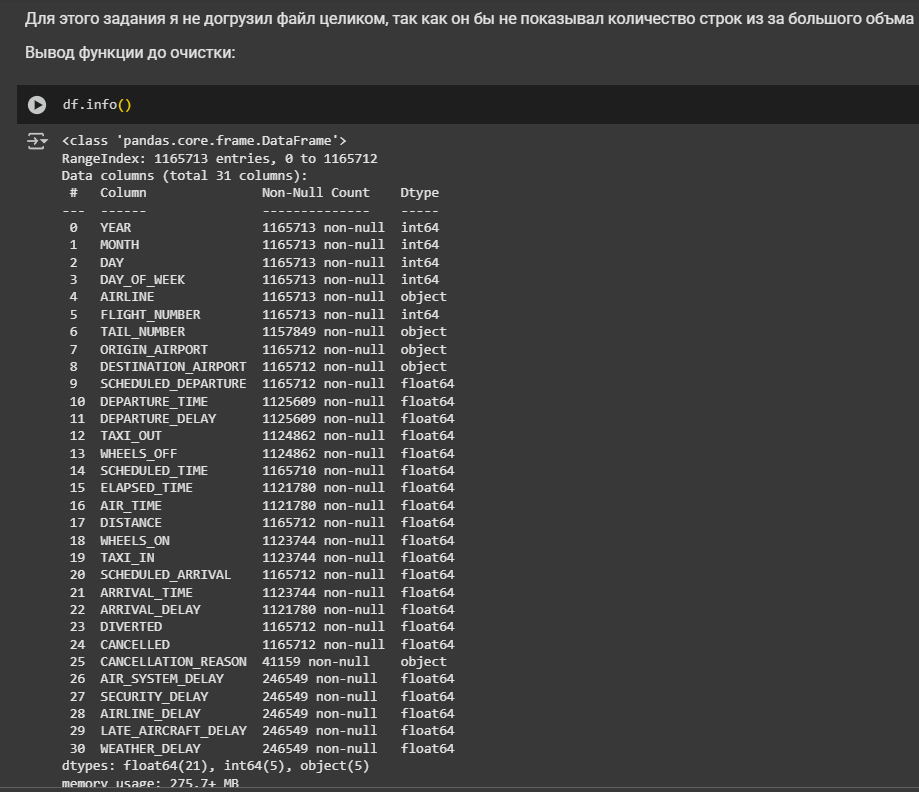 Для этого задания я не догрузил файл целиком, так как он бы не показывал количество строк из за большого объма
Вывод функции до очистки:
df.info()
<class 'pandas.core.frame.DataFrame'>
RangeIndex: 1165713 entries, 0 to 1165712
Data columns (total 31 columns):
 #   Column               Non-Null Count    Dtype
---  ------               --------------    -----
 0   YEAR                 1165713 non-null  int64
 1   MONTH                1165713 non-null  int64
 2   DAY                  1165713 non-null  int64
 3   DAY_OF_WEEK          1165713 non-null  int64
 4   AIRLINE              1165713 non-null  object
 5   FLIGHT_NUMBER        1165713 non-null  int64
 6   TAIL_NUMBER          1157849 non-null  object
 7   ORIGIN_AIRPORT       1165712 non-null  object
 8   DESTINATION_AIRPORT  1165712 non-null  object
 9   SCHEDULED_DEPARTURE  1165712 non-null  float64
 10  DEPARTURE_TIME       1125609 non-null  float64
 11  DEPARTURE_DELAY      1125609 non-null  float64
 12  TAXI_OUT             1124862 non-null  float64
 13  WHEELS_OFF           1124862 non-null  float64
 14  SCHEDULED_TIME       1165710 non-null  float64
 15  ELAPSED_TIME         1121780 non-null  float64
 16  AIR_TIME             1121780 non-null  float64
 17  DISTANCE             1165712 non-null  float64
 18  WHEELS_ON            1123744 non-null  float64
 19  TAXI_IN              1123744 non-null  float64
 20  SCHEDULED_ARRIVAL    1165712 non-null  float64
 21  ARRIVAL_TIME         1123744 non-null  float64
 22  ARRIVAL_DELAY        1121780 non-null  float64
 23  DIVERTED             1165712 non-null  float64
 24  CANCELLED            1165712 non-null  float64
 25  CANCELLATION_REASON  41159 non-null    object
 26  AIR_SYSTEM_DELAY     246549 non-null   float64
 27  SECURITY_DELAY       246549 non-null   float64
 28  AIRLINE_DELAY        246549 non-null   float64
 29  LATE_AIRCRAFT_DELAY  246549 non-null   float64
 30  WEATHER_DELAY        246549 non-null   float64
dtypes: float64(21), int64(5), object(5)
memory usage: 275.7+ MB